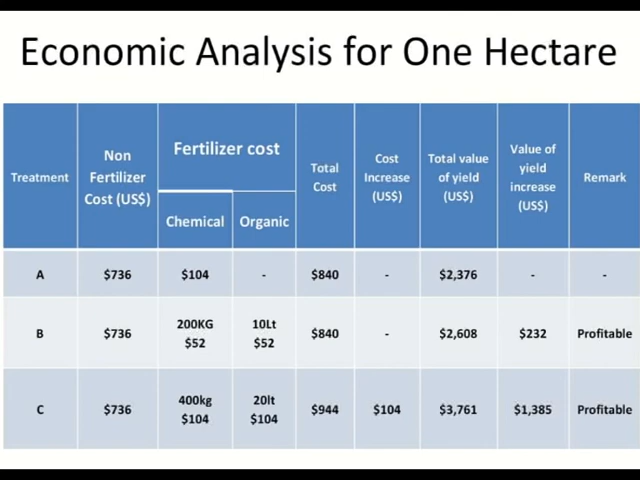 Economic Analysis for One Hectare
Treatment
Non
Fertilizer
Cost (US$)
Fertilizer cost
Chemical
Organic
Total
Cost
Cost
Increase
(US$)
Total value
of yield
(US$)
Value of
yield
increase
(US$)
Remark
A
$736
$104
-
$840
-
$2,376
-
-
B
$736
200KG
$52
10Lt
$52
$840
-
$2,608
$232
Profitable
C
$736
400kg
$104
20lt
$104
$944
$104
$3,761
$1,385
Profitable